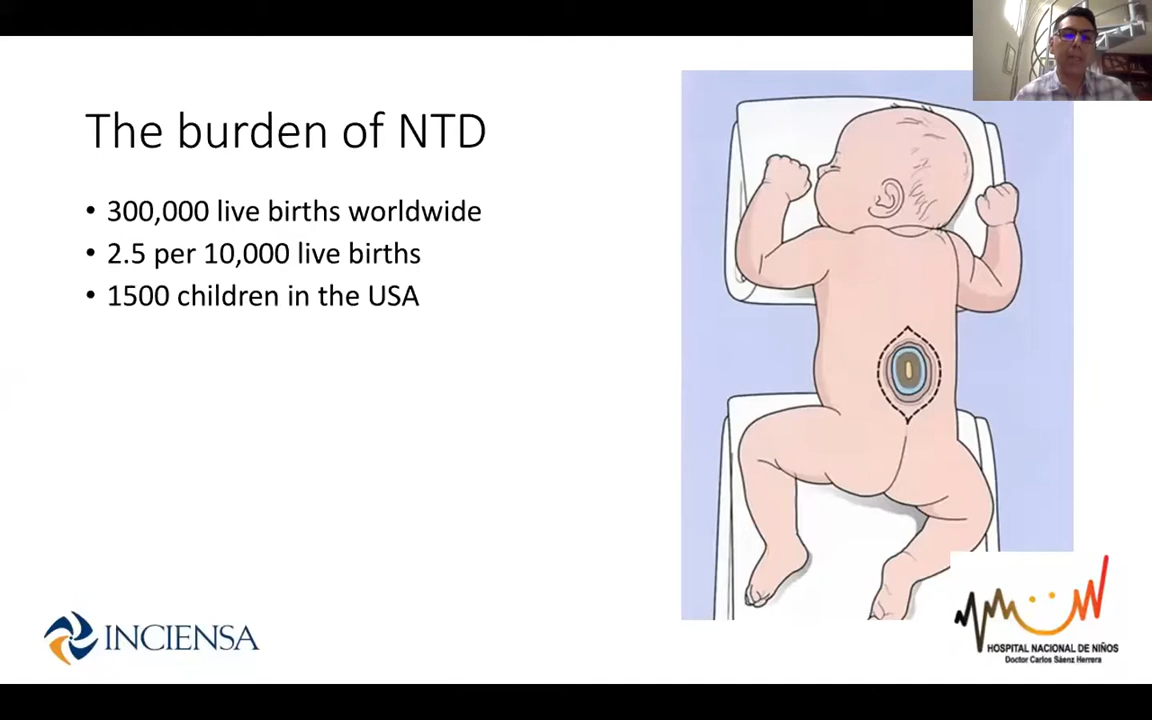 The burden of NTD
• 300,000 live births worldwide
• 2.5 per 10,000 live births
• 1500 children in the USA
INCIENSA
HOSPITAL NACIONAL DE NIÑOS
Doctor Carlos Sáenz Herrera